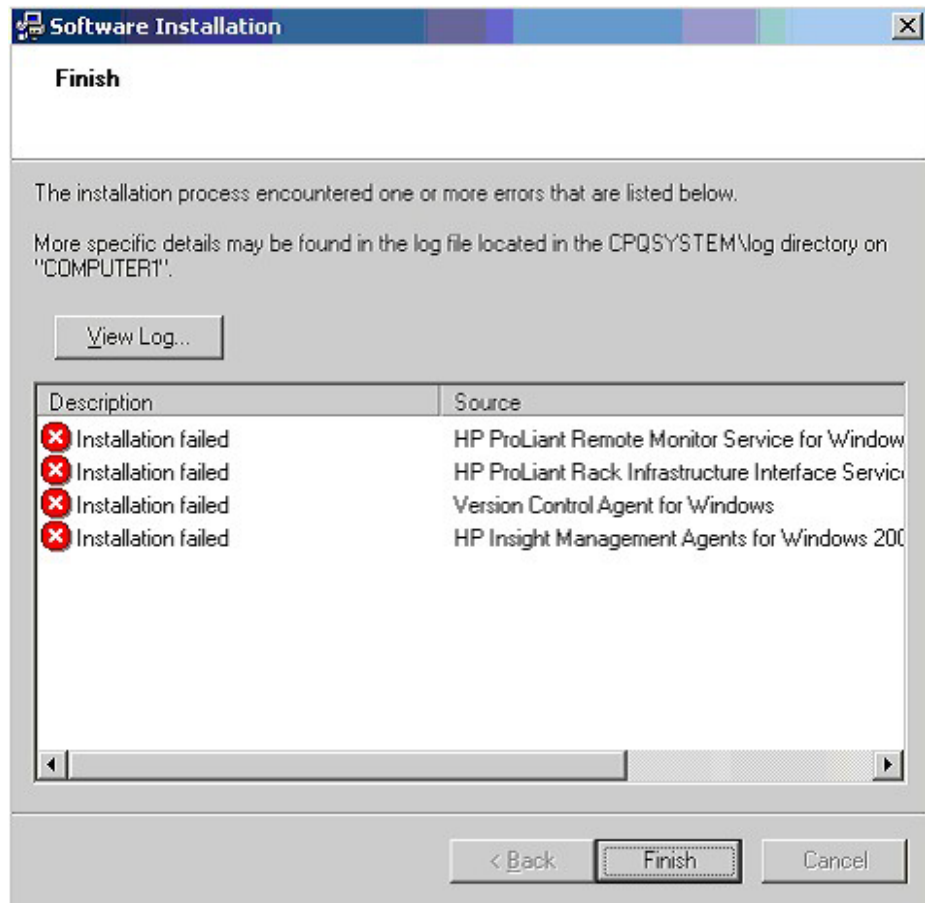 Software Installation
Finish
The installation process encountered one or more errors that are listed below.
More specific details may be found in the log file located in the CPQSYSTEM\log directory on
"COMPUTER1".
View Log...
Description Source
Installation failed HP ProLiant Remote Monitor Service for Window
Installation failed HP ProLiant Rack Infrastructure Interface Servic
Installation failed Version Control Agent for Windows
Installation failed HP Insight Management Agents for Windows 200
< Back Finish Cancel